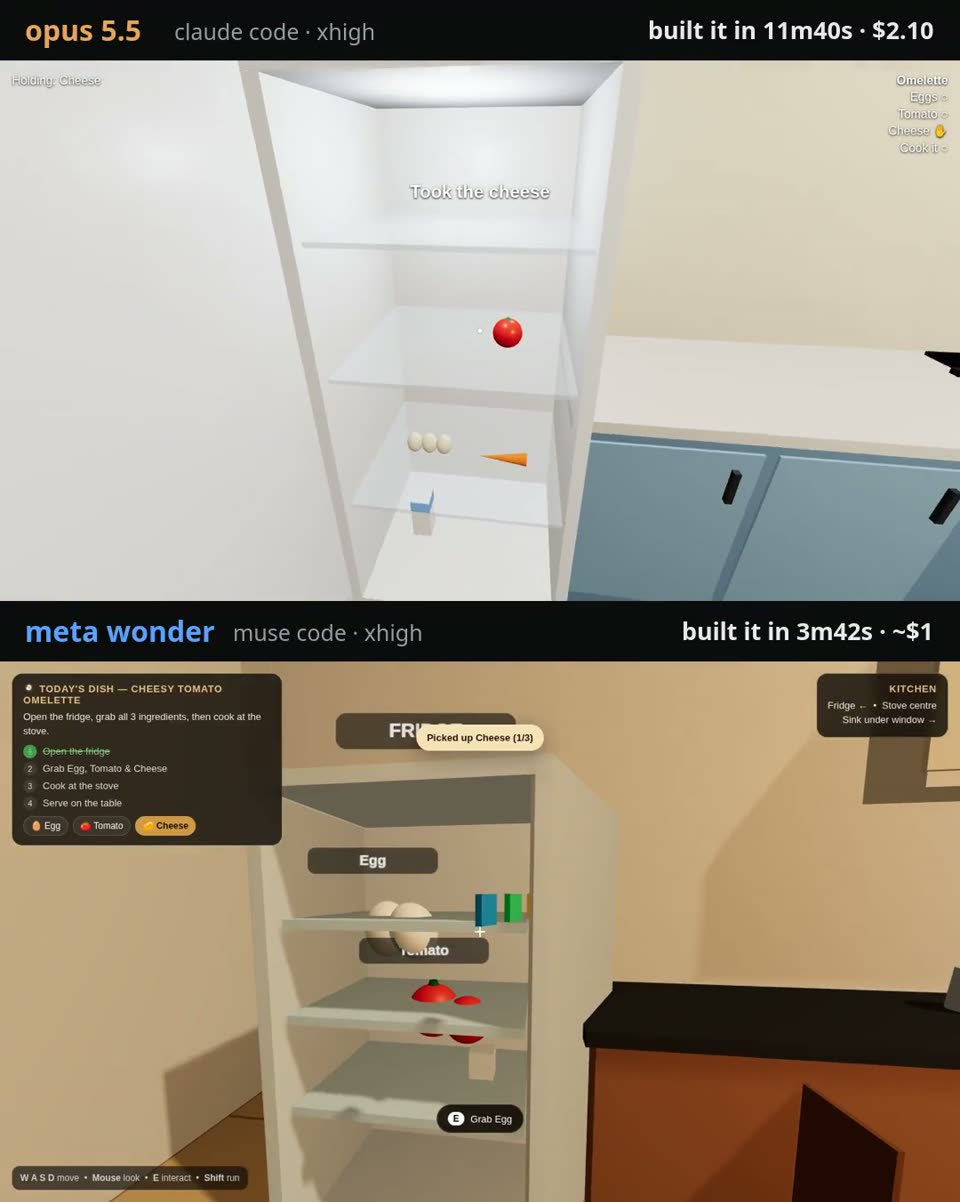 opus 5.5 claude code · xhigh built it in 11m40s · $2.10
Holding: Cheese
Omelette
Eggs ○
Tomato ○
Cheese ✋
Cook it ○
Took the cheese
meta wonder muse code · xhigh built it in 3m42s · ~$1
TODAY'S DISH — CHEESY TOMATO
OMELETTE
Open the fridge, grab all 3 ingredients, then cook at the
stove.
Open the fridge
2 Grab Egg, Tomato & Cheese
3 Cook at the stove
4 Serve on the table
Egg Tomato Cheese
KITCHEN
Fridge ← • Stove centre
Sink under window →
Picked up Cheese (1/3)
Egg
E Grab Egg
W A S D move • Mouse look • E interact • Shift run